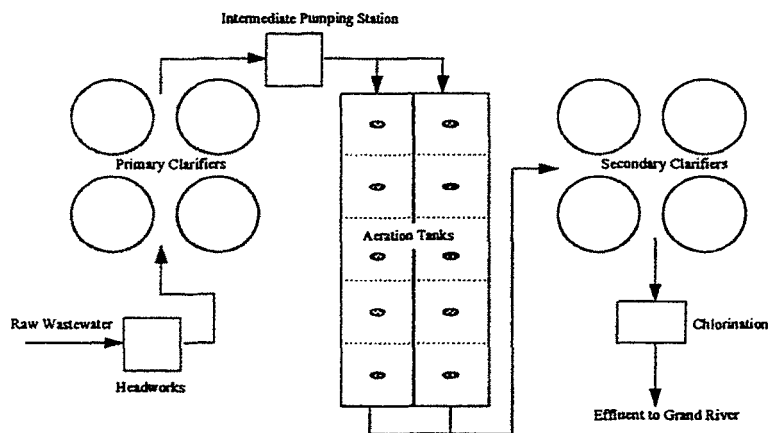 Intermediate Pumping Station
Primary Clarifiers
Secondary Clarifiers
Aeration Tanks
Raw Wastewater
Headworks
Chlorination
Effluent to Grand River